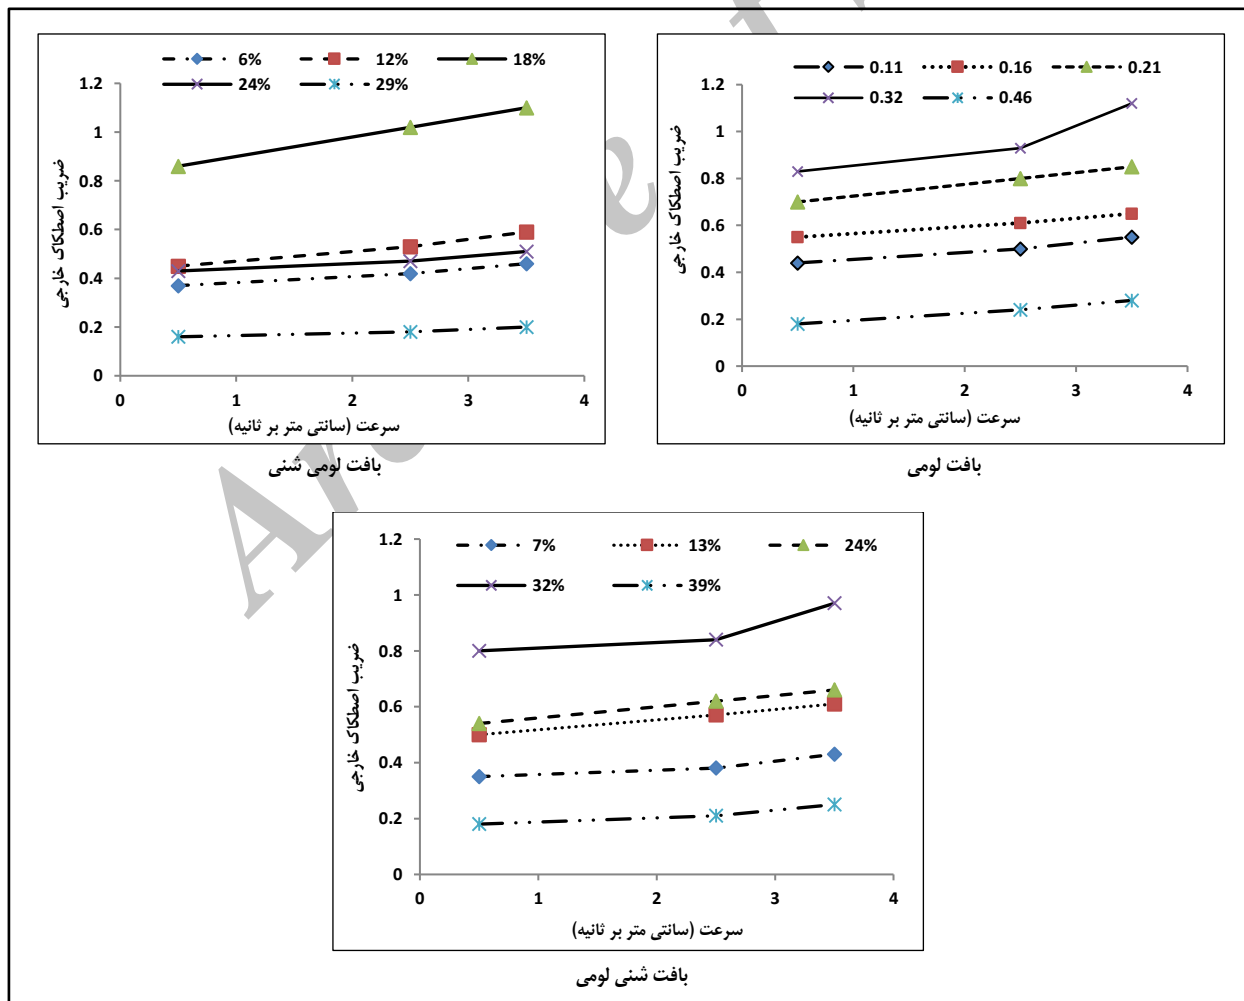 6% 12% 18%
24% 29%
1.2
1
0.8
0.6
0.4
0.2
0
0 1 2 3 4
ضریب اصطکاک خارجی
سرعت (سانتی متر بر ثانیه)
بافت لومی شنی
0.11 0.16 0.21
0.32 0.46
1.2
1
0.8
0.6
0.4
0.2
0
0 1 2 3 4
ضریب اصطکاک خارجی
سرعت (سانتی متر بر ثانیه)
بافت لومی
7% 13% 24%
32% 39%
1.2
1
0.8
0.6
0.4
0.2
0
0 1 2 3 4
ضریب اصطکاک خارجی
سرعت (سانتی متر بر ثانیه)
بافت شنی لومی